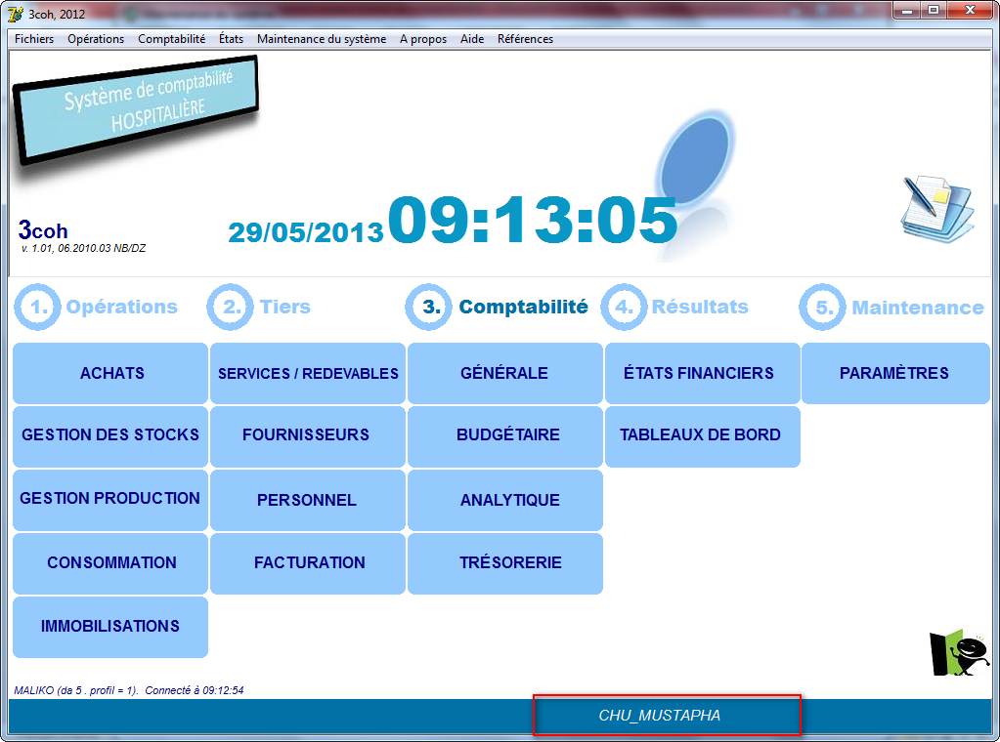 3coh, 2012
Fichiers Opérations Comptabilité États Maintenance du système A propos Aide Références
Système de comptabilité
HOSPITALIÈRE
3coh
v. 1.01, 06.2010.03 NB/DZ
29/05/2013 09:13:05
1. Opérations 2. Tiers 3. Comptabilité 4. Résultats 5. Maintenance
ACHATS SERVICES / REDEVABLES GÉNÉRALE ÉTATS FINANCIERS PARAMÈTRES
GESTION DES STOCKS FOURNISSEURS BUDGÉTAIRE TABLEAUX DE BORD
GESTION PRODUCTION PERSONNEL ANALYTIQUE
CONSOMMATION FACTURATION TRÉSORERIE
IMMOBILISATIONS
MALIKO (da 5 . profil = 1). Connecté à 09:12:54
CHU_MUSTAPHA